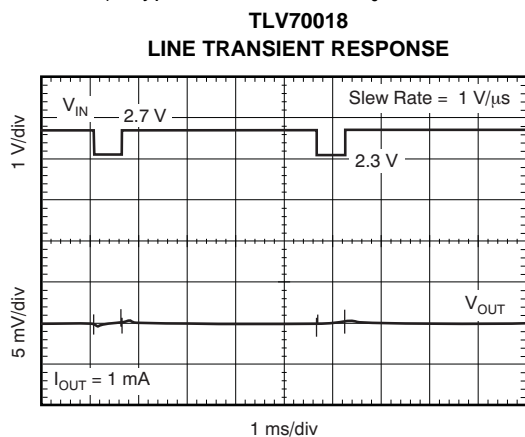 TLV70018
LINE TRANSIENT RESPONSE
V_IN
2.7 V
Slew Rate = 1 V/μs
1 V/div
2.3 V
V_OUT
5 mV/div
I_OUT = 1 mA
1 ms/div